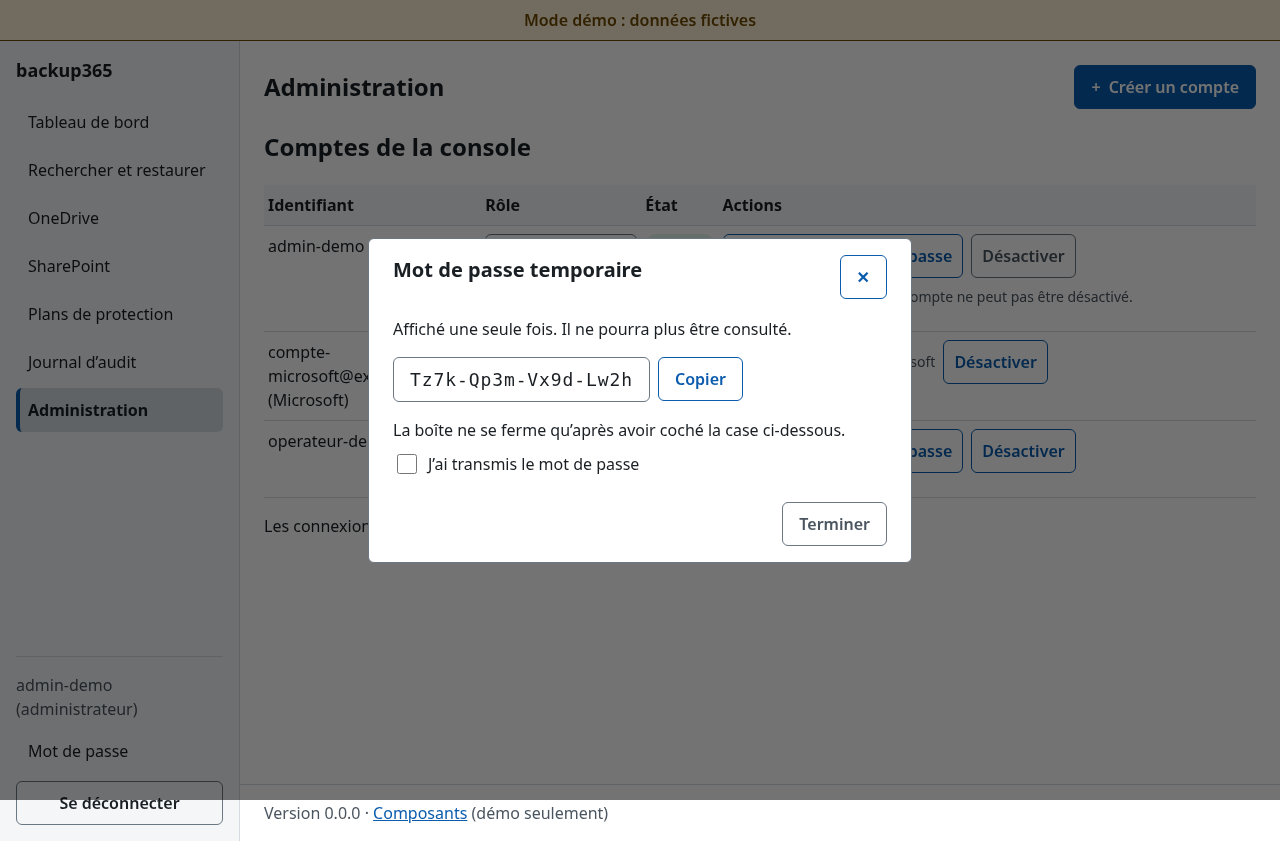 Mode démo : données fictives
backup365
Tableau de bord
Rechercher et restaurer
OneDrive
SharePoint
Plans de protection
Journal d’audit
Administration
admin-demo
(administrateur)
Mot de passe
Se déconnecter
Administration
+ Créer un compte
Comptes de la console
Identifiant Rôle État Actions
admin-demo passe Désactiver
compte ne peut pas être désactivé.
compte-
microsoft@ex
(Microsoft)
soft Désactiver
operateur-de passe Désactiver
Les connexion
Mot de passe temporaire
×
Affiché une seule fois. Il ne pourra plus être consulté.
Tz7k-Qp3m-Vx9d-Lw2h Copier
La boîte ne se ferme qu’après avoir coché la case ci-dessous.
J’ai transmis le mot de passe
Terminer
Version 0.0.0 · Composants (démo seulement)